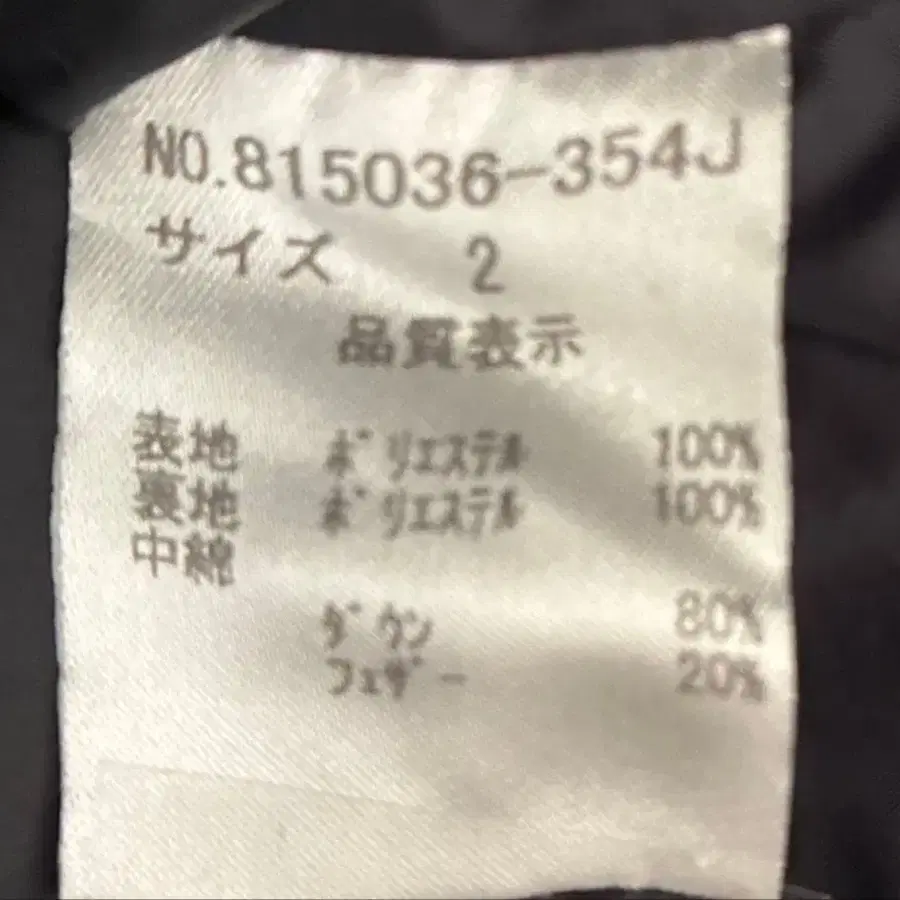 NO.815036-354J
サイズ 2
品質表示
表地 ポリエステル 100%
裏地 ポリエステル 100%
中綿
ダウン 80%
フェザー 20%